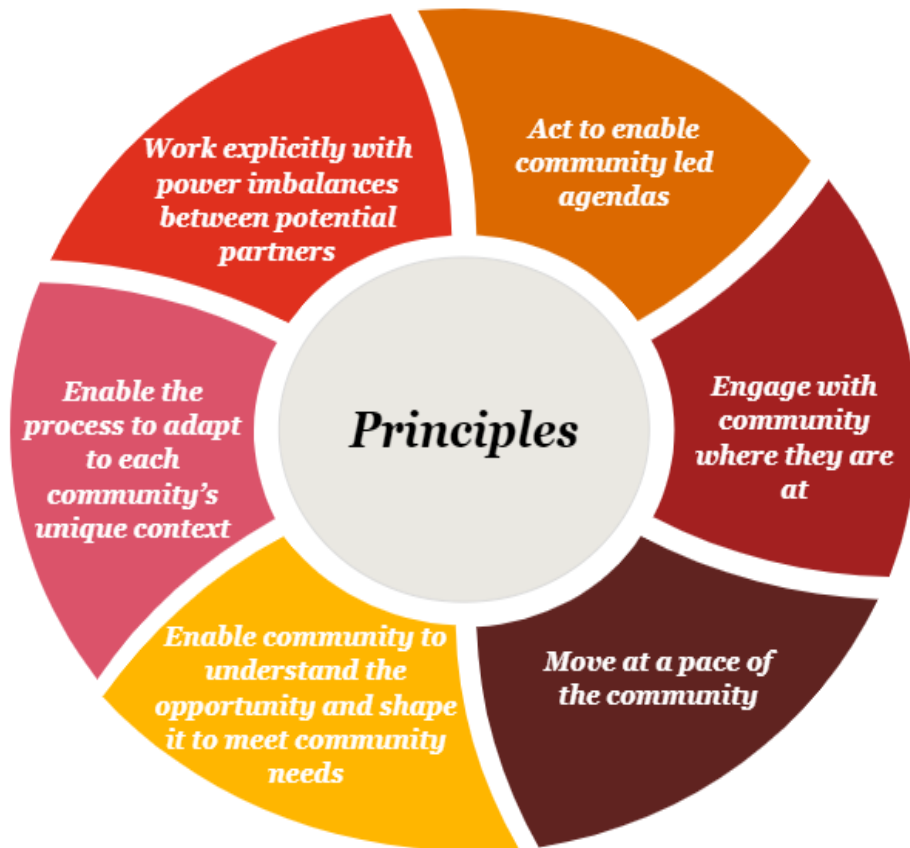 Work explicitly with
power imbalances
between potential
partners
Act to enable
community led
agendas
Engage with
community
where they are
at
Move at a pace of
the community
Enable community to
understand the
opportunity and shape
it to meet community
needs
Enable the
process to adapt
to each
community's
unique context
Principles